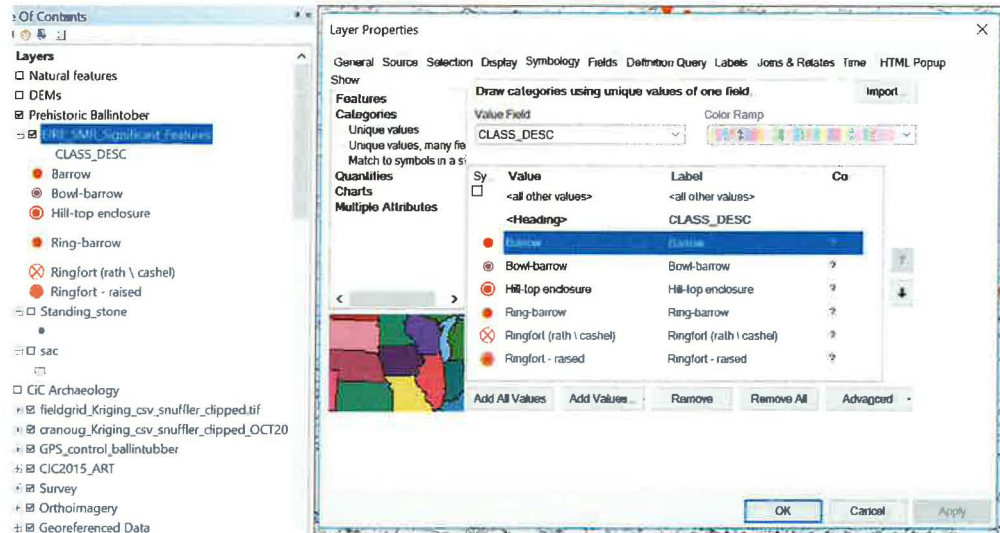 e Of Contents
Layers
Natural features
DEMs
Prehistoric Ballintober
EIRE_SMR_Significant_Features
CLASS_DESC
Barrow
Bowl-barrow
Hill-top enclosure
Ring-barrow
Ringfort (rath \ cashel)
Ringfort - raised
Standing_stone
sac
CiC Archaeology
fieldgrid_Kriging_csv_snuffler_clipped.tif
cranoug_Kriging_csv_snuffler_dipped_OCT20
GPS_control_ballintubber
CIC2015_ART
Survey
Orthoimagery
Georeferenced Data
Layer Properties
General Source Selection Display Symbology Fields Definition Query Labels Joins & Relates Time HTML Popup
Show
Features
Categories
Unique values
Unique values, many fie
Match to symbols in a s
Quantities
Charts
Multiple Attributes
Draw categories using unique values of one field. Import...
Value Field Color Ramp
CLASS_DESC
Sy... Value Label Co
<all other values> <all other values>
<Heading> CLASS_DESC
Barrow Barrow ?
Bowl-barrow Bowl-barrow ?
Hill-top enclosure Hill-top enclosure ?
Ring-barrow Ring-barrow ?
Ringfort (rath \ cashel) Ringfort (rath \ cashel) ?
Ringfort - raised Ringfort - raised ?
Add All Values Add Values... Remove Remove All Advanced
OK Cancel Apply